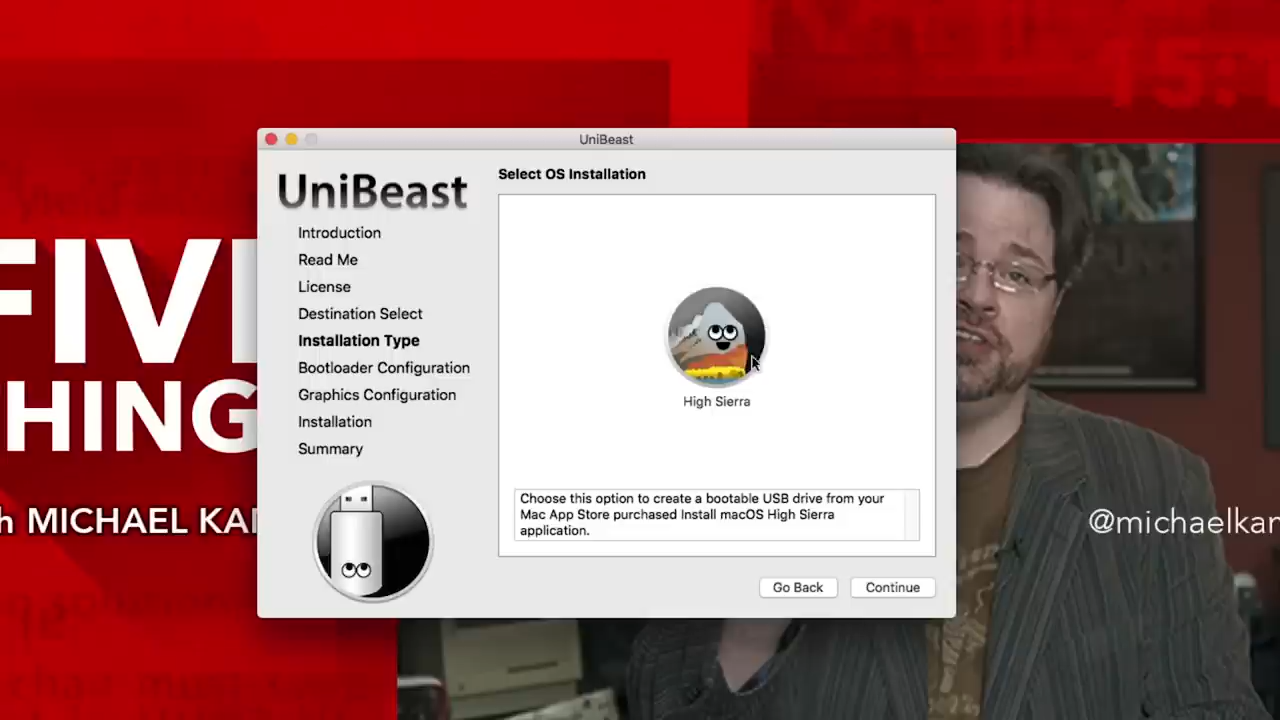 UniBeast
UniBeast
Select OS Installation
Introduction
Read Me
License
Destination Select
Installation Type
Bootloader Configuration
Graphics Configuration
Installation
Summary
High Sierra
Choose this option to create a bootable USB drive from your
Mac App Store purchased Install macOS High Sierra
application.
Go Back
Continue
FIVE
HING
h MICHAEL KA
@michaelkar